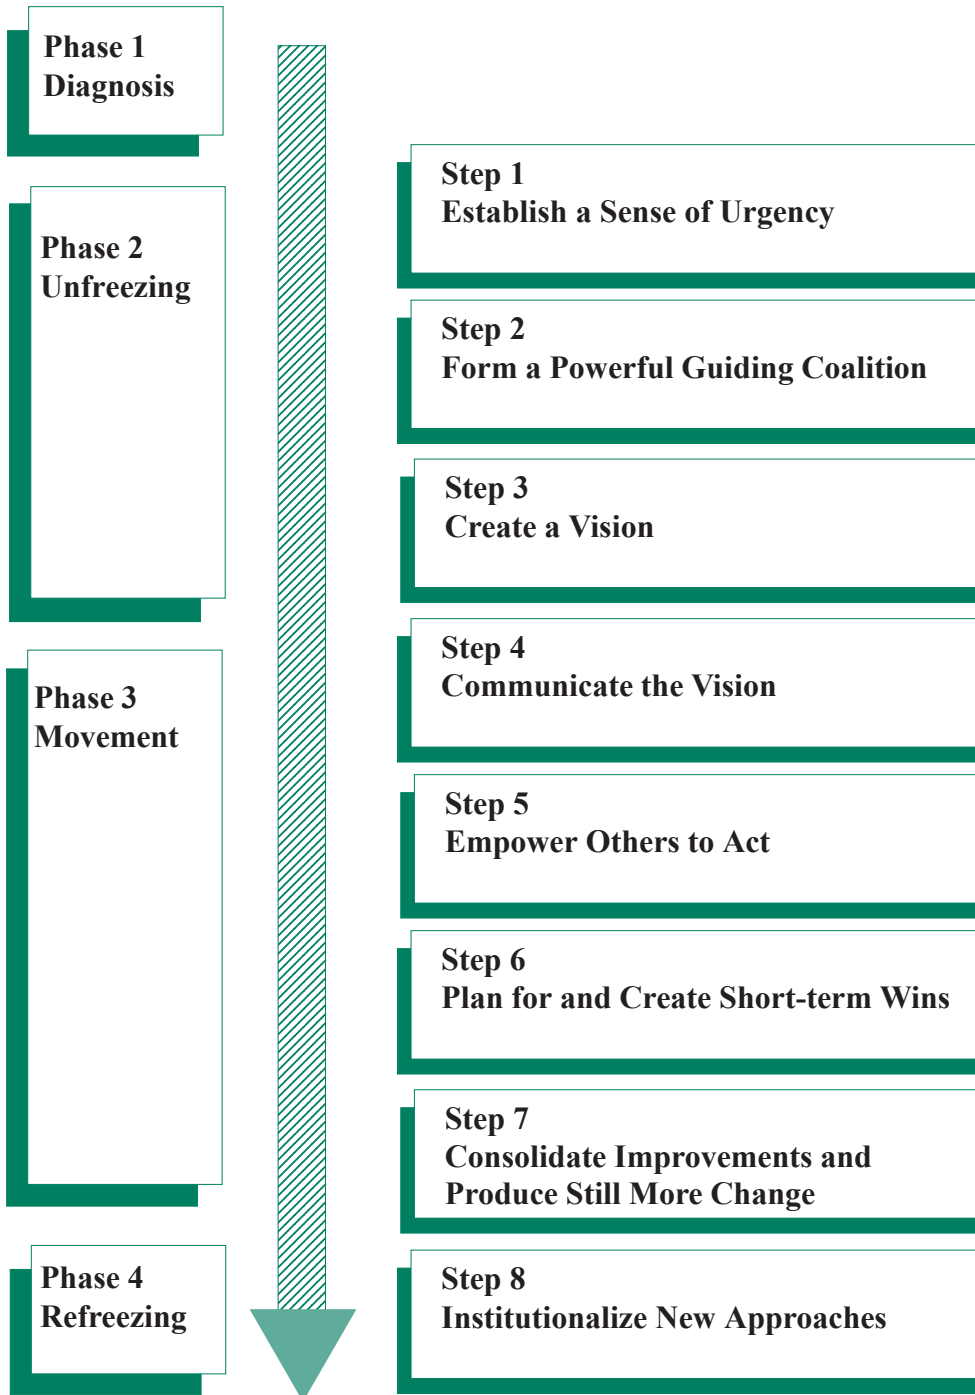 Phase 1
Diagnosis
Phase 2
Unfreezing
Phase 3
Movement
Phase 4
Refreezing
Step 1
Establish a Sense of Urgency
Step 2
Form a Powerful Guiding Coalition
Step 3
Create a Vision
Step 4
Communicate the Vision
Step 5
Empower Others to Act
Step 6
Plan for and Create Short-term Wins
Step 7
Consolidate Improvements and
Produce Still More Change
Step 8
Institutionalize New Approaches